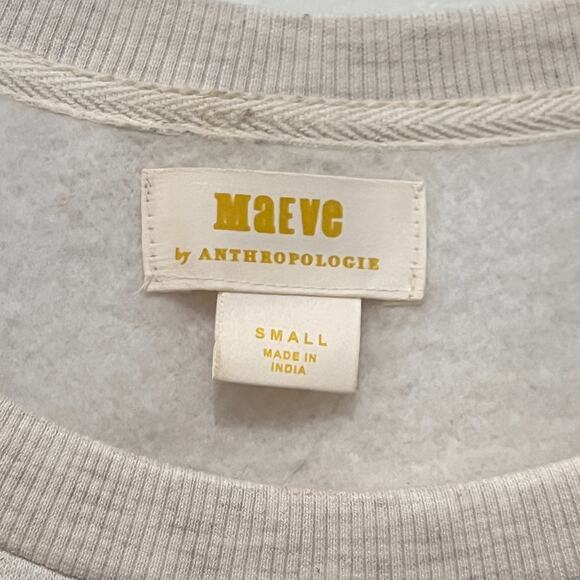 MaEVe
by ANTHROPOLOGIE
SMALL
MADE IN
INDIA